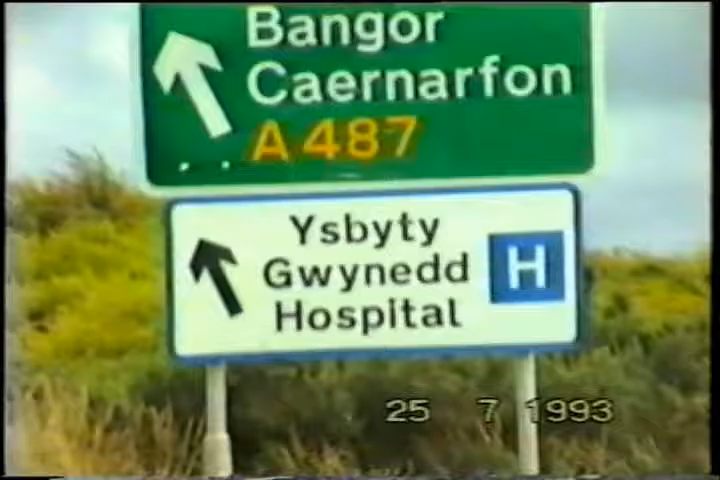 Bangor
Caernarfon
A487
Ysbyty
Gwynedd
Hospital
H
25 7 1993